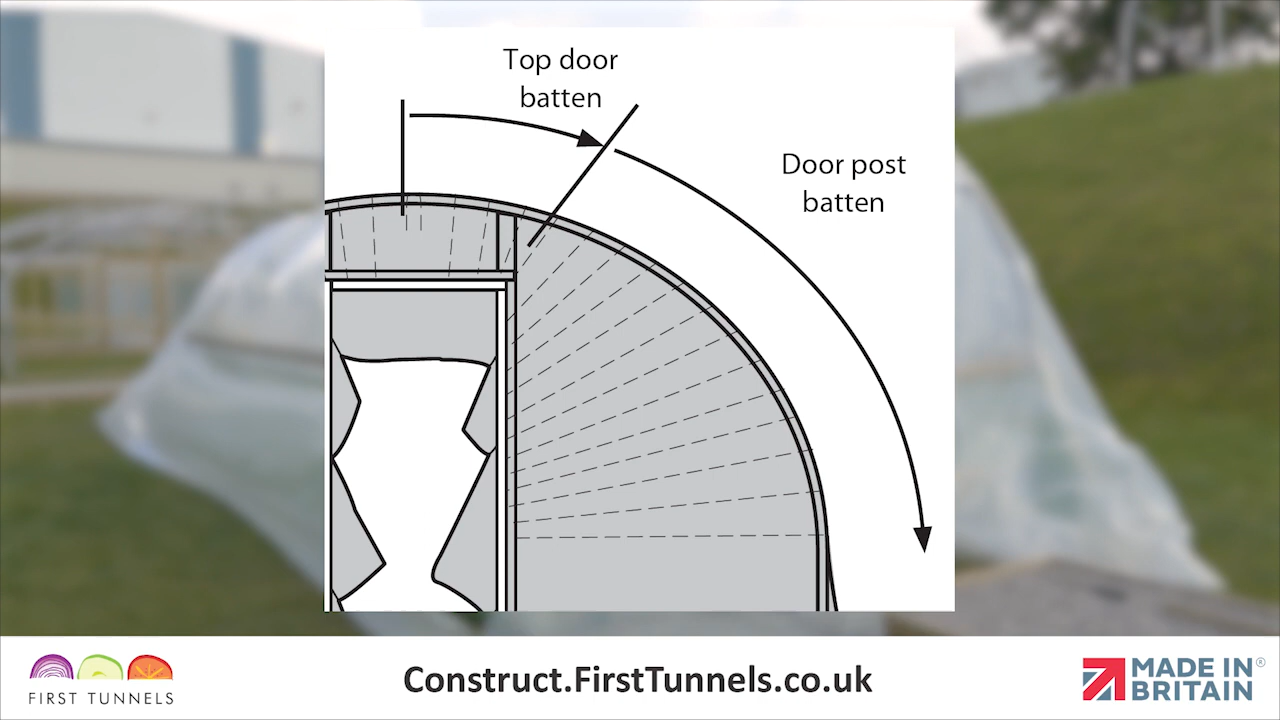 Top door
batten
Door post
batten
FIRST TUNNELS
Construct.FirstTunnels.co.uk
MADE IN®
BRITAIN